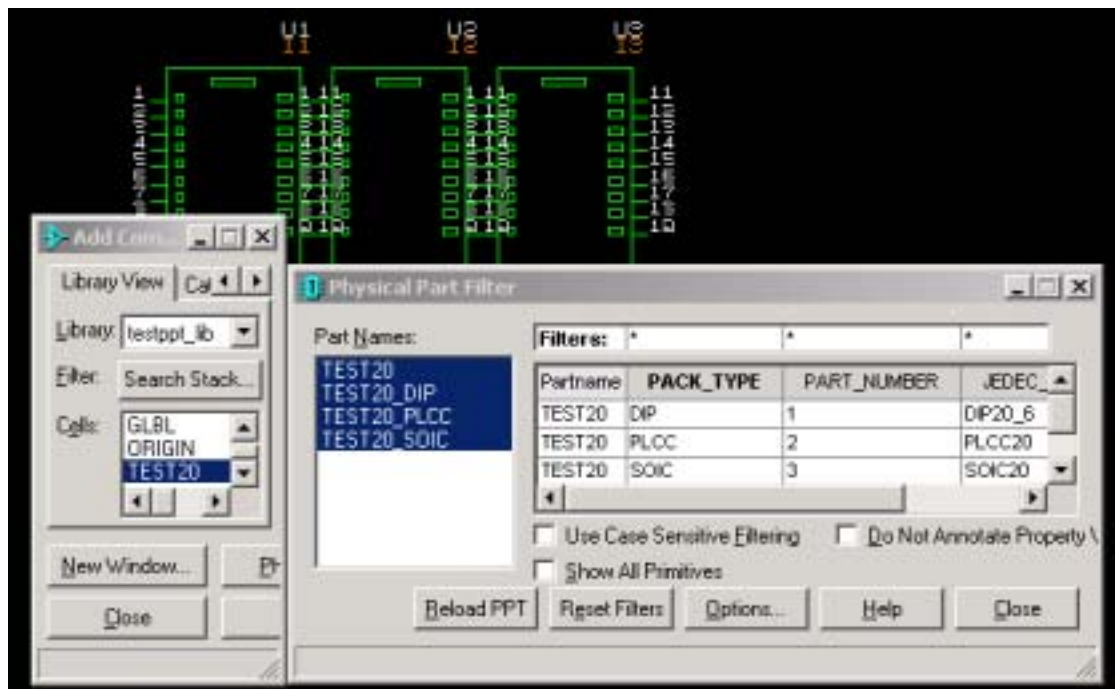 U1 U2 U3
I1 I2 I3
Add Com...
Library View
Library: testppt_lib
Filter: Search Stack...
Cells: GLBL
ORIGIN
TEST20
New Window...
Close
Physical Part Filter
Part Names:
TEST20
TEST20_DIP
TEST20_PLCC
TEST20_SOIC
Filters: * * *
Partname PACK_TYPE PART_NUMBER JEDEC_
TEST20 DIP 1 DIP20_6
TEST20 PLCC 2 PLCC20
TEST20 SOIC 3 SOIC20
Use Case Sensitive Filtering Do Not Annotate Property
Show All Primitives
Reload PPT Reset Filters Options... Help Close